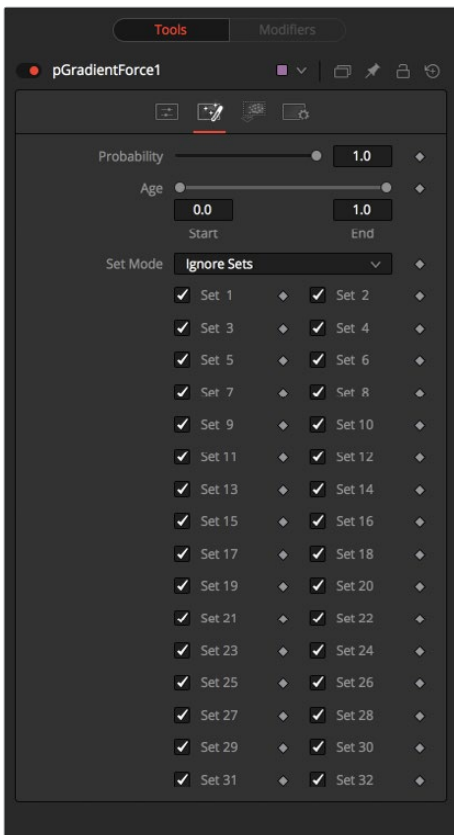 Tools Modifiers
pGradientForce1
Probability 1.0
Age
0.0 1.0
Start End
Set Mode Ignore Sets
Set 1 Set 2
Set 3 Set 4
Set 5 Set 6
Set 7 Set 8
Set 9 Set 10
Set 11 Set 12
Set 13 Set 14
Set 15 Set 16
Set 17 Set 18
Set 19 Set 20
Set 21 Set 22
Set 23 Set 24
Set 25 Set 26
Set 27 Set 28
Set 29 Set 30
Set 31 Set 32